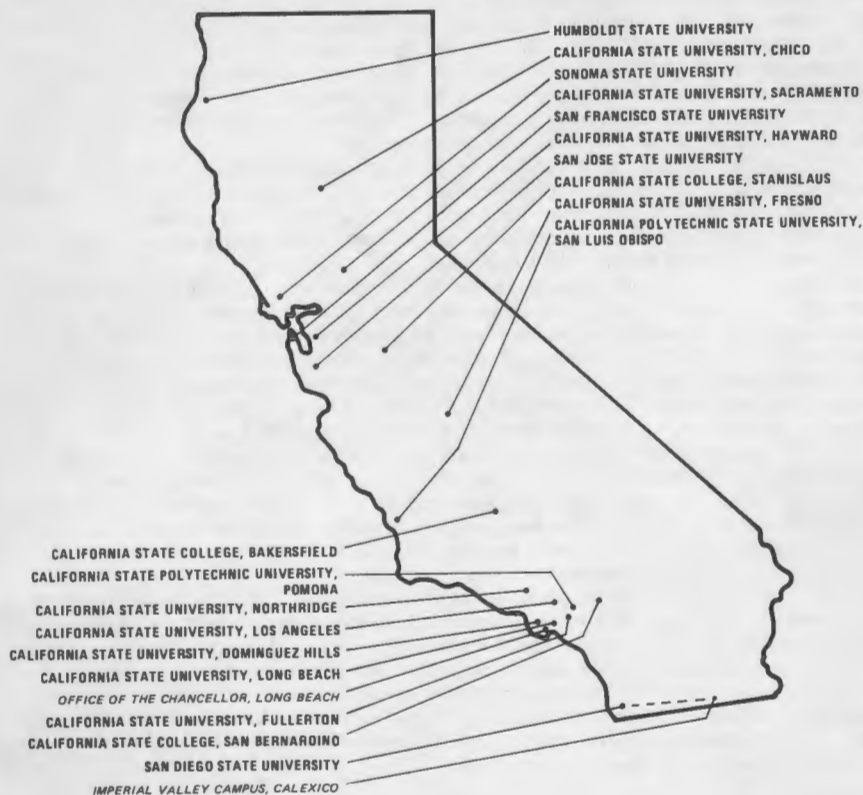 HUMBOLDT STATE UNIVERSITY
CALIFORNIA STATE UNIVERSITY, CHICO
SONOMA STATE UNIVERSITY
CALIFORNIA STATE UNIVERSITY, SACRAMENTO
SAN FRANCISCO STATE UNIVERSITY
CALIFORNIA STATE UNIVERSITY, HAYWARD
SAN JOSE STATE UNIVERSITY
CALIFORNIA STATE COLLEGE, STANISLAUS
CALIFORNIA STATE UNIVERSITY, FRESNO
CALIFORNIA POLYTECHNIC STATE UNIVERSITY,
SAN LUIS OBISPO
CALIFORNIA STATE COLLEGE, BAKERSFIELD
CALIFORNIA STATE POLYTECHNIC UNIVERSITY,
POMONA
CALIFORNIA STATE UNIVERSITY, NORTHRIDGE
CALIFORNIA STATE UNIVERSITY, LOS ANGELES
CALIFORNIA STATE UNIVERSITY, DOMINGUEZ HILLS
CALIFORNIA STATE UNIVERSITY, LONG BEACH
OFFICE OF THE CHANCELLOR, LONG BEACH
CALIFORNIA STATE UNIVERSITY, FULLERTON
CALIFORNIA STATE COLLEGE, SAN BERNARDINO
SAN DIEGO STATE UNIVERSITY
IMPERIAL VALLEY CAMPUS, CALEXICO